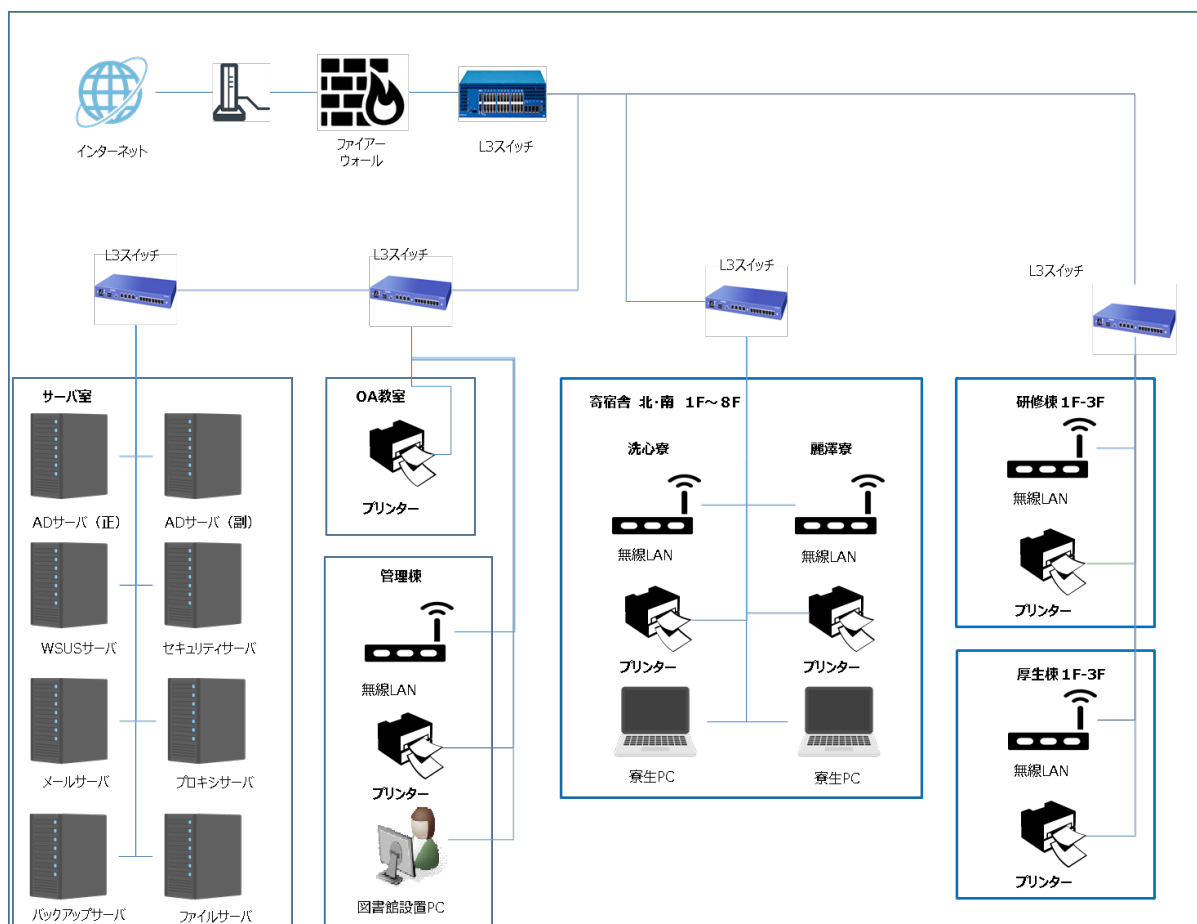 インターネット
ファイアー
ウォール
L3スイッチ
L3スイッチ
L3スイッチ
L3スイッチ
L3スイッチ
サーバ室
ADサーバ（正）
ADサーバ（副）
WSUSサーバ
セキュリティサーバ
メールサーバ
プロキシサーバ
バックアップサーバ
ファイルサーバ
OA教室
プリンター
管理棟
無線LAN
プリンター
図書館設置PC
寄宿舎 北・南 1F～8F
洗心寮
麗澤寮
無線LAN
無線LAN
プリンター
プリンター
寮生PC
寮生PC
研修棟 1F-3F
無線LAN
プリンター
厚生棟 1F-3F
無線LAN
プリンター